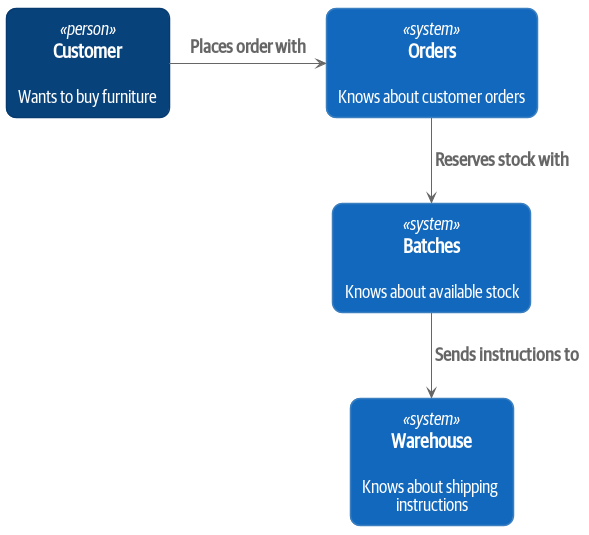 «person»
Customer
Wants to buy furniture
Places order with
«system»
Orders
Knows about customer orders
Reserves stock with
«system»
Batches
Knows about available stock
Sends instructions to
«system»
Warehouse
Knows about shipping
instructions